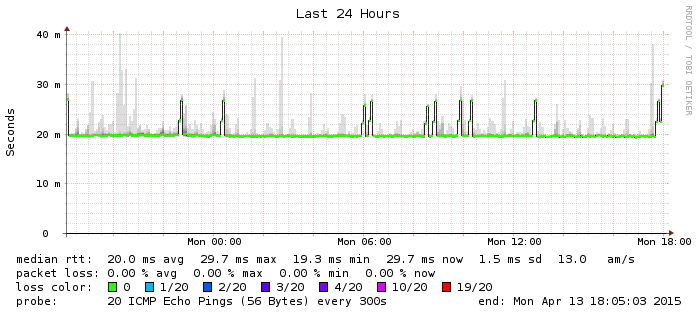 Last 24 Hours
RRDTOOL / TOBI OETIKER
Seconds
40 m
30 m
20 m
10 m
0
Mon 00:00 Mon 06:00 Mon 12:00 Mon 18:00
median rtt: 20.0 ms avg 29.7 ms max 19.3 ms min 29.7 ms now 1.5 ms sd 13.0 am/s
packet loss: 0.00 % avg 0.00 % max 0.00 % min 0.00 % now
loss color: 0 1/20 2/20 3/20 4/20 10/20 19/20
probe: 20 ICMP Echo Pings (56 Bytes) every 300s end: Mon Apr 13 18:05:03 2015